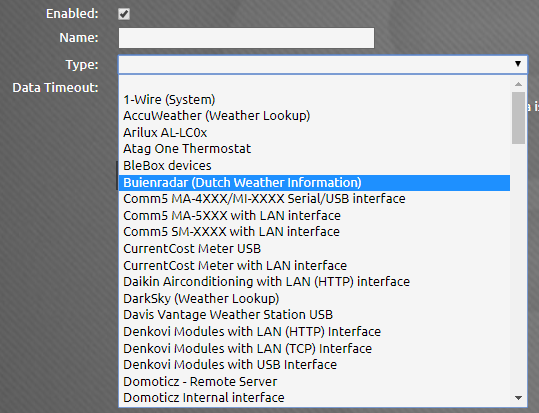 Enabled:
Name:
Type:
Data Timeout:
1-Wire (System)
a is
AccuWeather (Weather Lookup)
Arilux AL-LC0x
Atag One Thermostat
BleBox devices
Buienradar (Dutch Weather Information)
Comm5 MA-4XXX/MI-XXXX Serial/USB interface
Comm5 MA-5XXX with LAN interface
Comm5 SM-XXXX with LAN interface
CurrentCost Meter USB
CurrentCost Meter with LAN interface
Daikin Airconditioning with LAN (HTTP) interface
DarkSky (Weather Lookup)
Davis Vantage Weather Station USB
Denkovi Modules with LAN (HTTP) Interface
Denkovi Modules with LAN (TCP) Interface
Denkovi Modules with USB Interface
Domoticz - Remote Server
Domoticz Internal interface